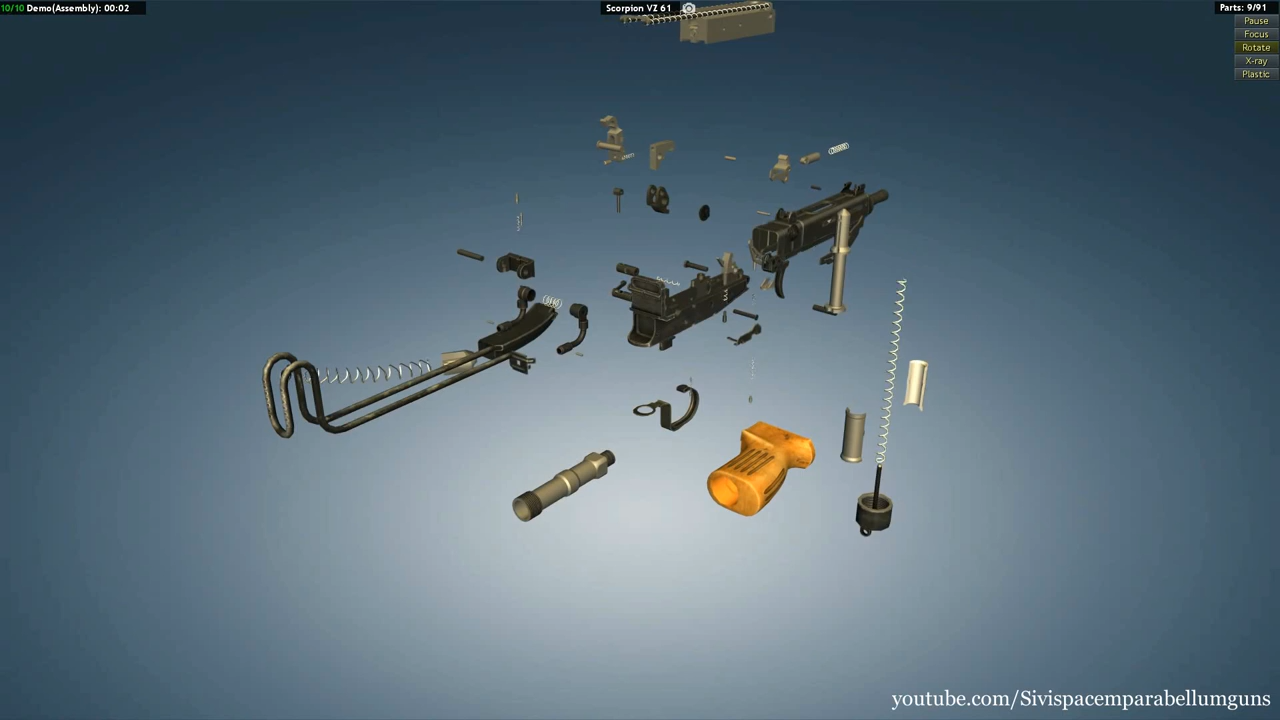 10/10 Demo(Assembly): 00:02
Scorpion VZ 61
Parts: 9/91
Pause
Focus
Rotate
X-ray
Plastic
youtube.com/Sivispacemparabellumguns